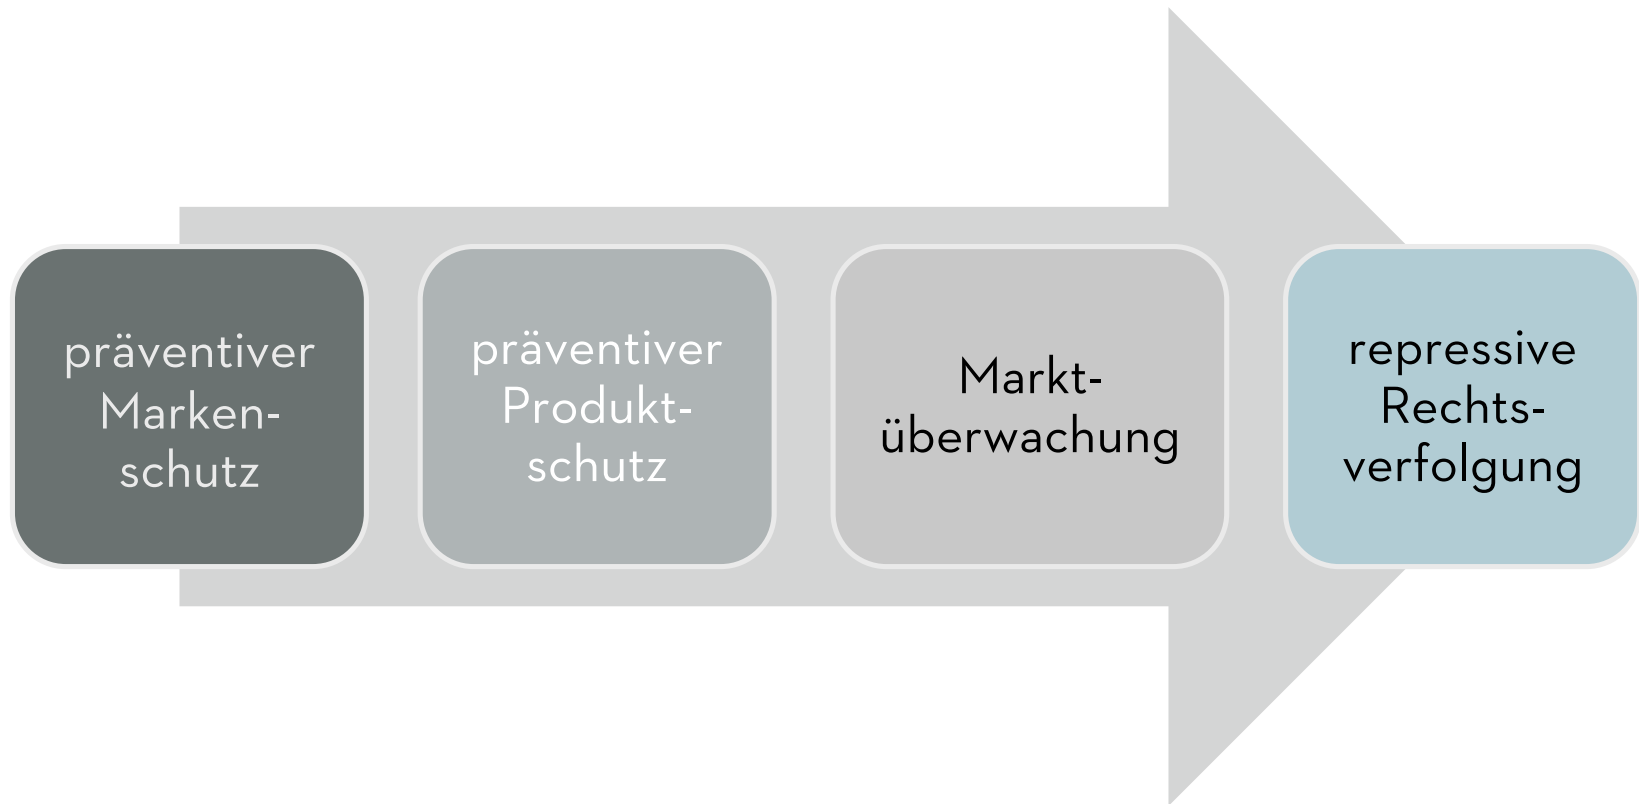 präventiver
Marken-
schutz
präventiver
Produkt-
schutz
Markt-
überwachung
repressive
Rechts-
verfolgung